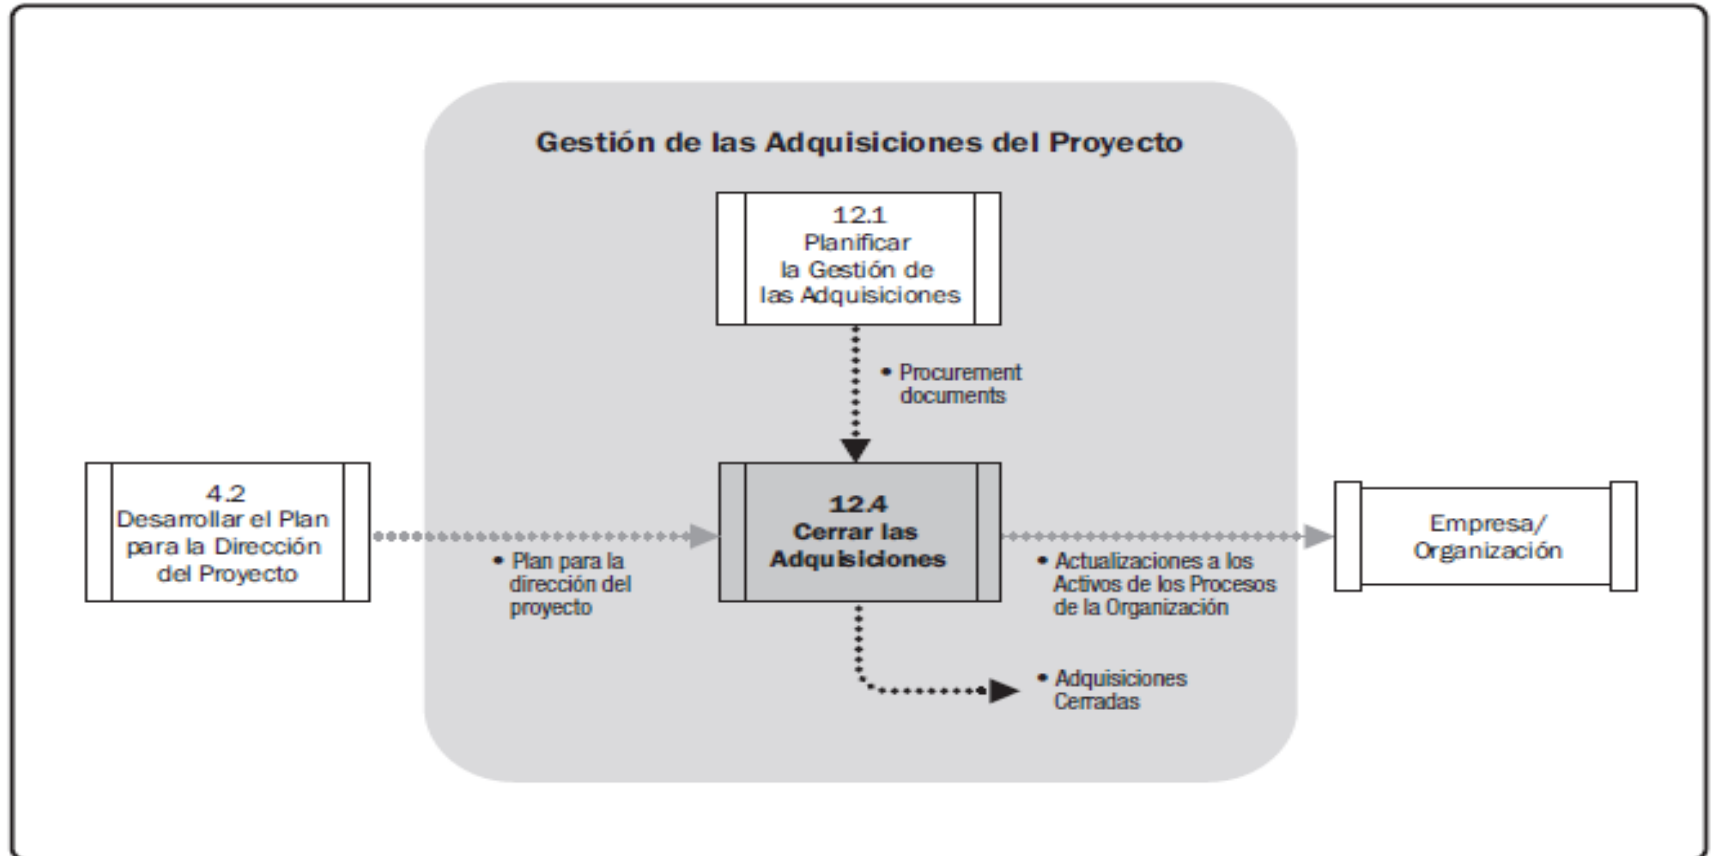 Gestión de las Adquisiciones del Proyecto
12.1
Planificar
la Gestión de
las Adquisiciones
• Procurement
documents
4.2
Desarrollar el Plan
para la Dirección
del Proyecto
• Plan para la
dirección del
proyecto
12.4
Cerrar las
Adquisiciones
• Actualizaciones a los
Activos de los Procesos
de la Organización
Empresa/
Organización
• Adquisiciones
Cerradas